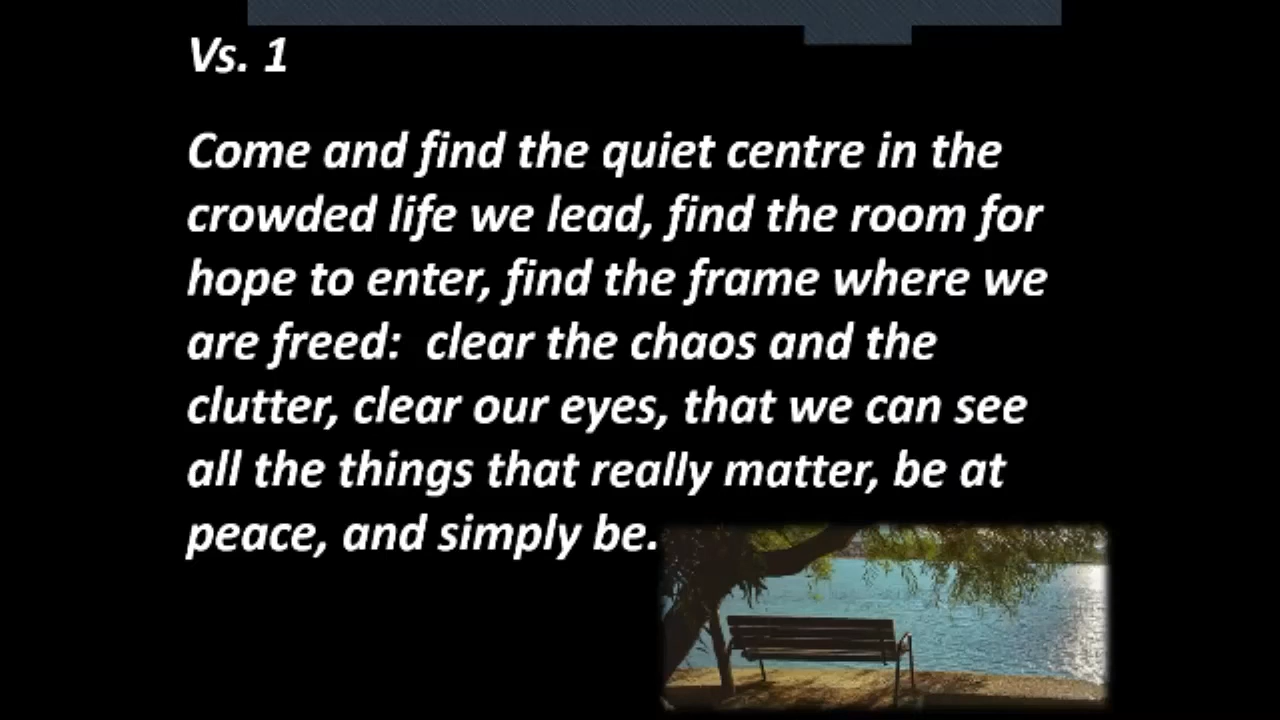 Vs. 1
Come and find the quiet centre in the
crowded life we lead, find the room for
hope to enter, find the frame where we
are freed:  clear the chaos and the
clutter, clear our eyes, that we can see
all the things that really matter, be at
peace, and simply be.